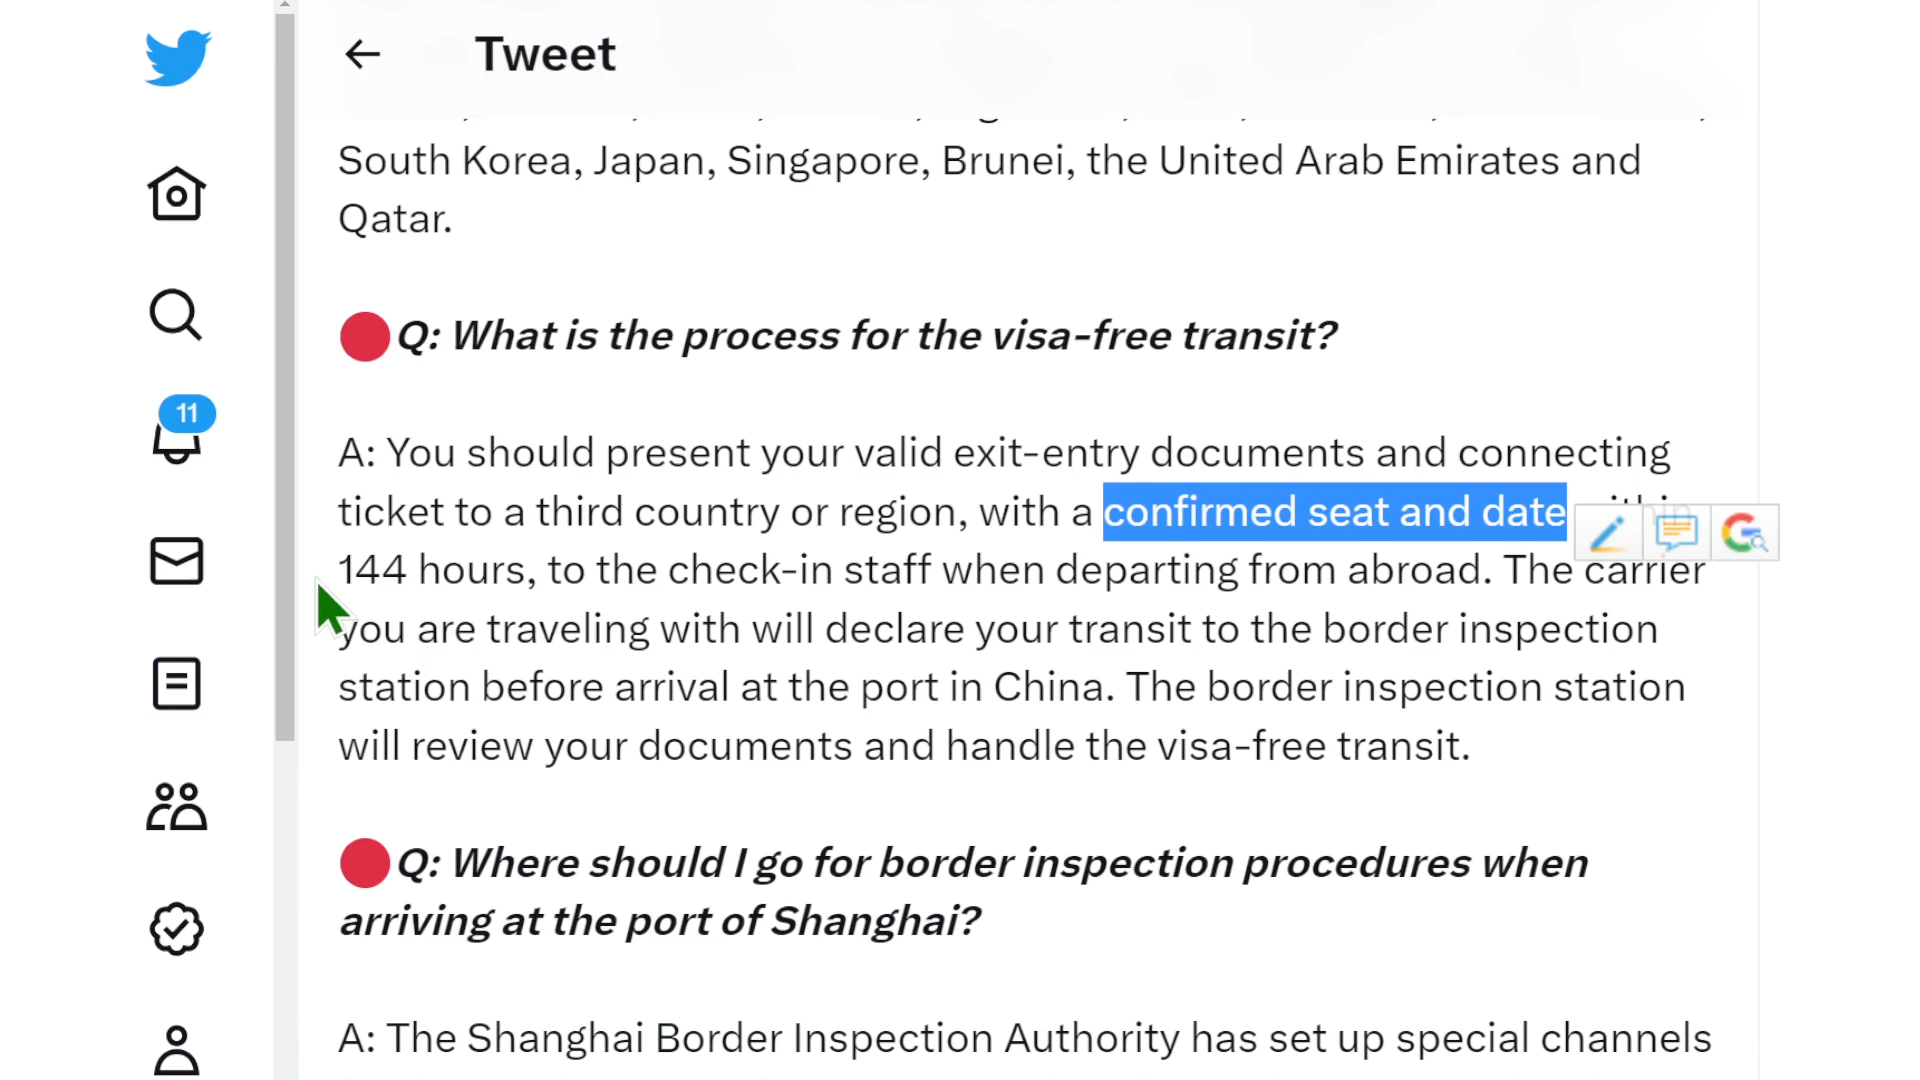 Tweet
South Korea, Japan, Singapore, Brunei, the United Arab Emirates and
Qatar.
Q: What is the process for the visa-free transit?
11
A: You should present your valid exit-entry documents and connecting
ticket to a third country or region, with a confirmed seat and date
144 hours, to the check-in staff when departing from abroad. The carrier
you are traveling with will declare your transit to the border inspection
station before arrival at the port in China. The border inspection station
will review your documents and handle the visa-free transit.
Q: Where should I go for border inspection procedures when
arriving at the port of Shanghai?
A: The Shanghai Border Inspection Authority has set up special channels